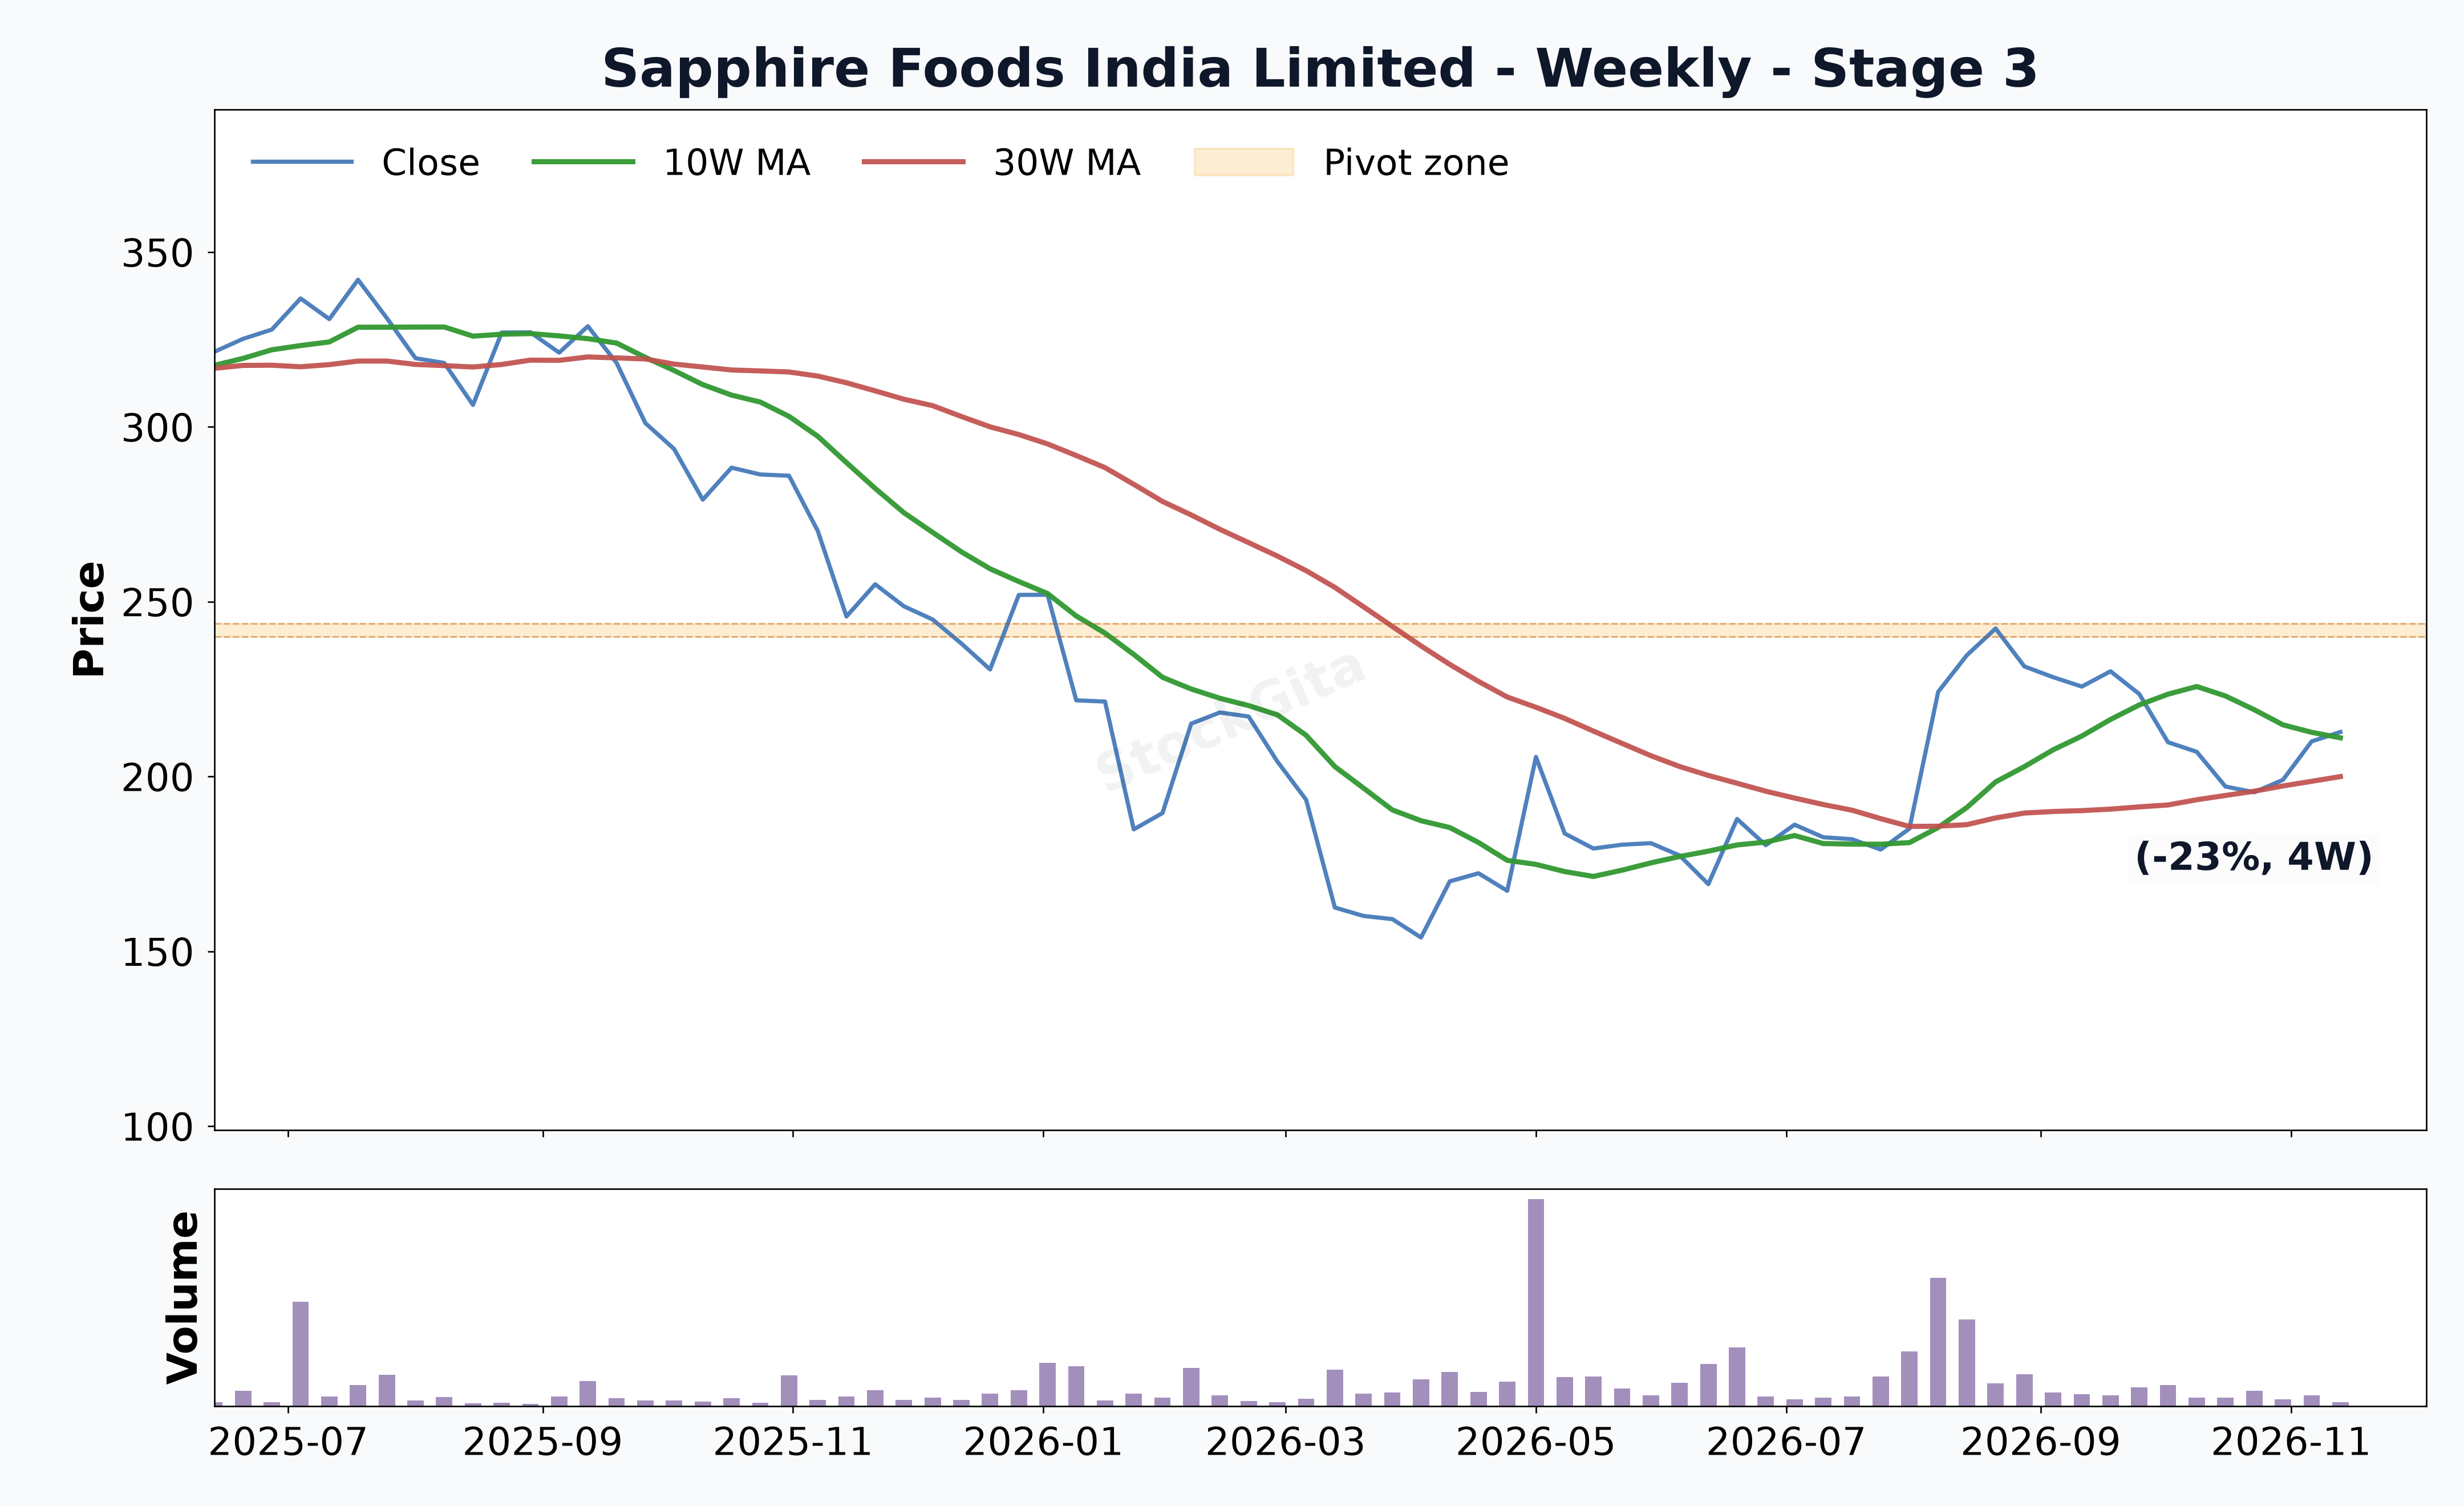 Sapphire Foods India Limited - Weekly - Stage 3
Close 10W MA 30W MA Pivot zone
Price
350
300
250
200
150
100
StockGita
(-23%, 4W)
Volume
2025-07 2025-09 2025-11 2026-01 2026-03 2026-05 2026-07 2026-09 2026-11